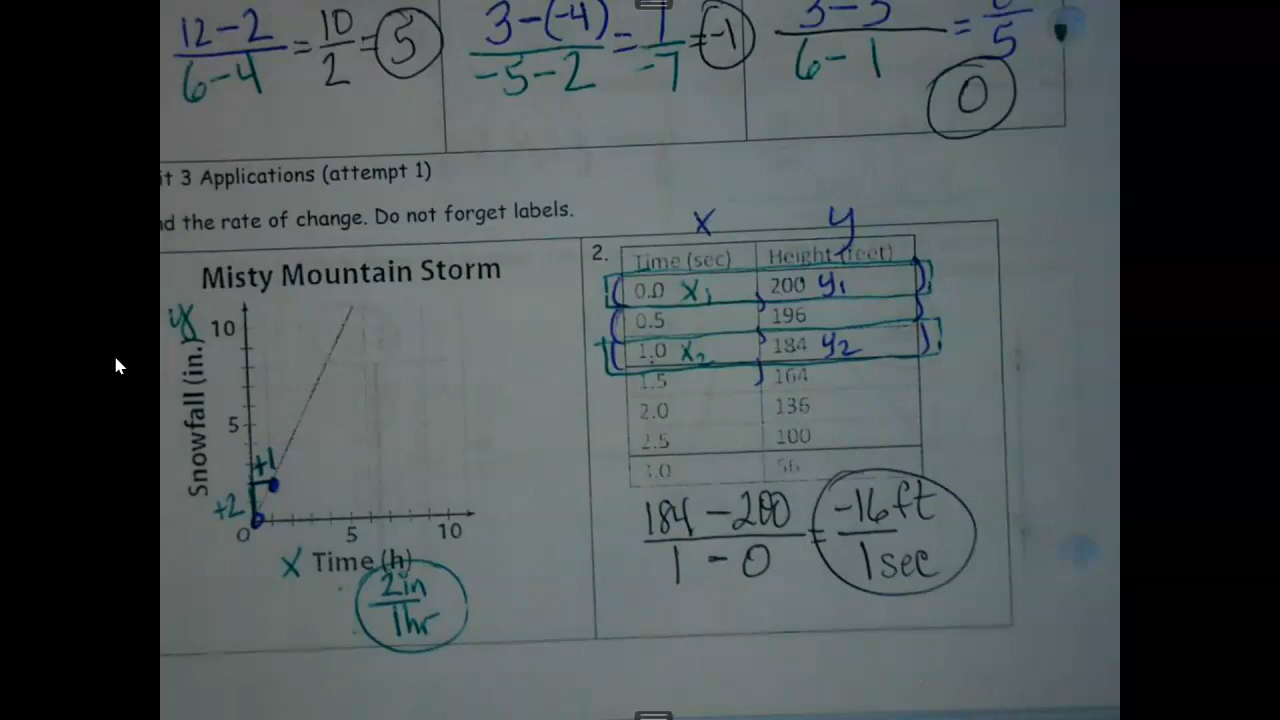 12-2/6-4 = 10/2 = 5
3-(-4)/-5-2 = 7/-7 = -1
3-3/6-1 = 0/5
0
it 3 Applications (attempt 1)
nd the rate of change. Do not forget labels.
Misty Mountain Storm
y
Snowfall (in.)
10
5
0
5
10
+1
+2
X Time (h)
2in/1hr
2.
X y
Time (sec) Height (feet)
0.0 X₁ 200 y₁
0.5 196
1.0 X₂ 184 y₂
1.5 164
2.0 136
2.5 100
3.0 56
184-200/1-0 = -16ft/1sec